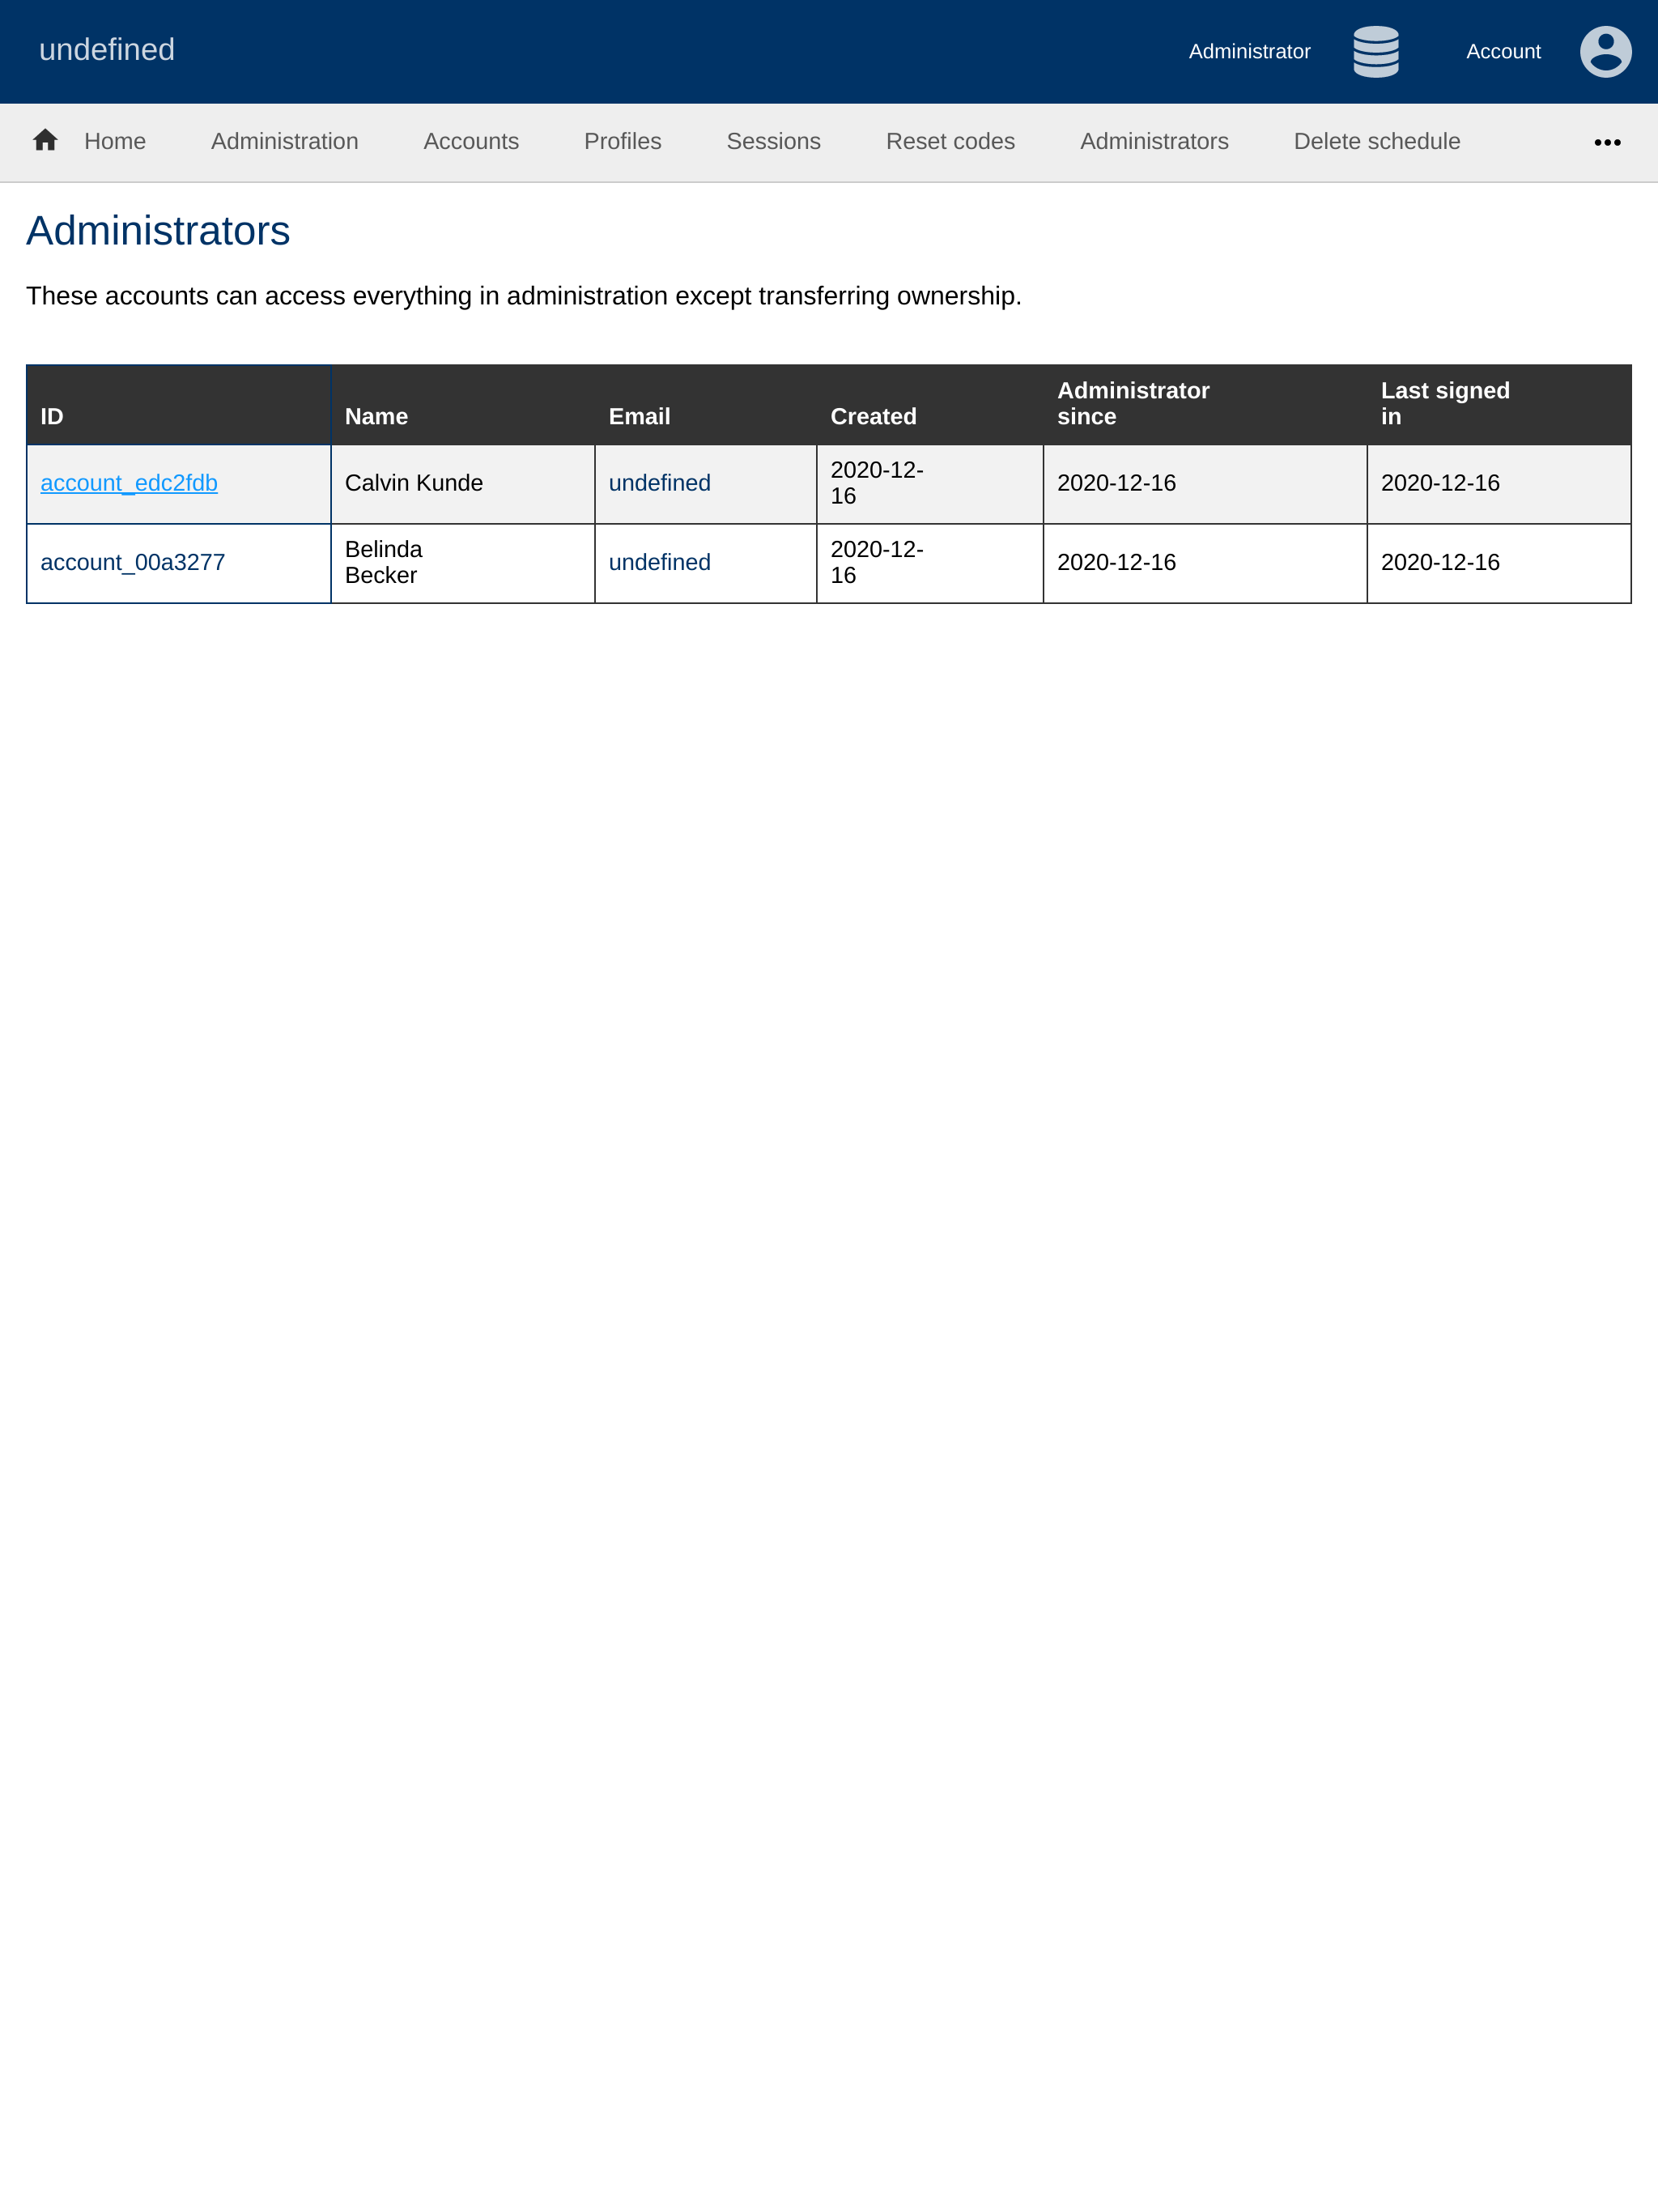 undefined
Administrator
Account
Home Administration Accounts Profiles Sessions Reset codes Administrators Delete schedule •••
Administrators
These accounts can access everything in administration except transferring ownership.
ID Name Email Created Administrator since Last signed in
account_edc2fdb Calvin Kunde undefined 2020-12-16 2020-12-16 2020-12-16
account_00a3277 Belinda Becker undefined 2020-12-16 2020-12-16 2020-12-16